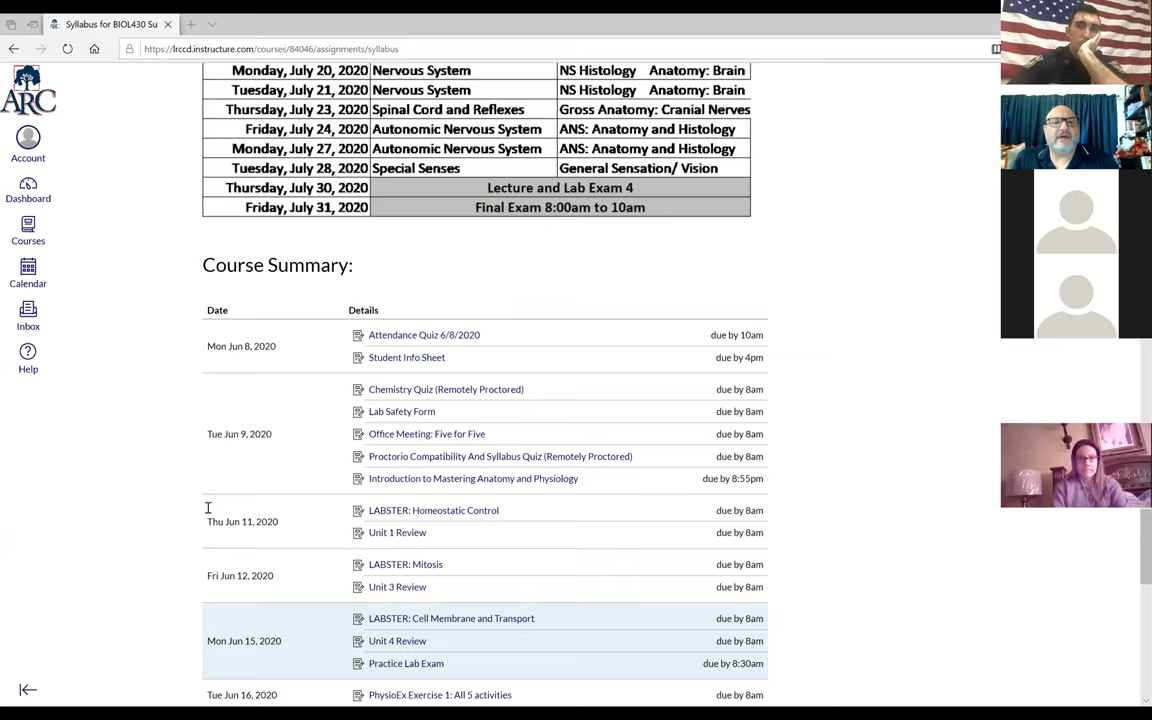 Syllabus for BIOL430 Su
https://lrccd.instructure.com/courses/84046/assignments/syllabus
ARC
Account
Dashboard
Courses
Calendar
Inbox
Help
Monday, July 20, 2020 Nervous System NS Histology Anatomy: Brain
Tuesday, July 21, 2020 Nervous System NS Histology Anatomy: Brain
Thursday, July 23, 2020 Spinal Cord and Reflexes Gross Anatomy: Cranial Nerves
Friday, July 24, 2020 Autonomic Nervous System ANS: Anatomy and Histology
Monday, July 27, 2020 Autonomic Nervous System ANS: Anatomy and Histology
Tuesday, July 28, 2020 Special Senses General Sensation/ Vision
Thursday, July 30, 2020 Lecture and Lab Exam 4
Friday, July 31, 2020 Final Exam 8:00am to 10am
Course Summary:
Date Details
Mon Jun 8, 2020
Attendance Quiz 6/8/2020 due by 10am
Student Info Sheet due by 4pm
Tue Jun 9, 2020
Chemistry Quiz (Remotely Proctored) due by 8am
Lab Safety Form due by 8am
Office Meeting: Five for Five due by 8am
Proctorio Compatibility And Syllabus Quiz (Remotely Proctored) due by 8am
Introduction to Mastering Anatomy and Physiology due by 8:55pm
Thu Jun 11, 2020
LABSTER: Homeostatic Control due by 8am
Unit 1 Review due by 8am
Fri Jun 12, 2020
LABSTER: Mitosis due by 8am
Unit 3 Review due by 8am
Mon Jun 15, 2020
LABSTER: Cell Membrane and Transport due by 8am
Unit 4 Review due by 8am
Practice Lab Exam due by 8:30am
Tue Jun 16, 2020 PhysioEx Exercise 1: All 5 activities due by 8am